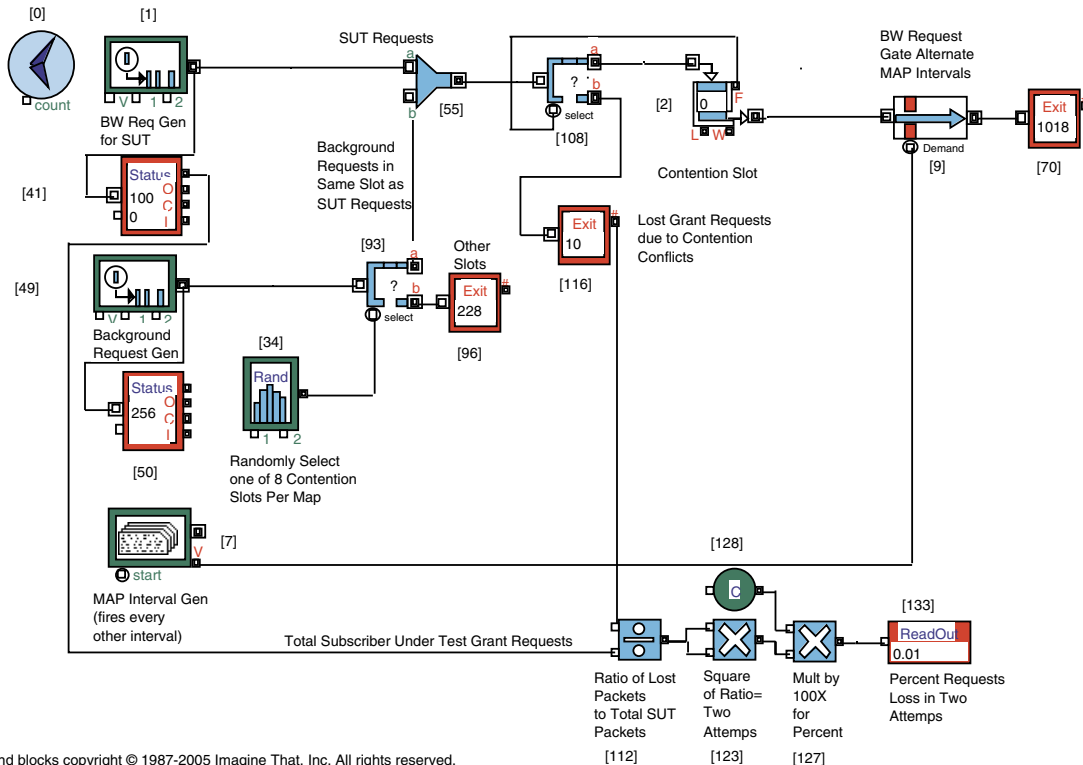 [0]
count
[1]
V 1 2
BW Req Gen
for SUT
SUT Requests
a
b
[55]
?
a
b
select
[108]
[2]
0
F
L W
Contention Slot
BW Request
Gate Alternate
MAP Intervals
Demand
[9]
Exit
1018
[70]
[41]
Status
100
0
O
C
I
Background
Requests in
Same Slot as
SUT Requests
Exit
10
#
[116]
Lost Grant Requests
due to Contention
Conflicts
[49]
V 1 2
Background
Request Gen
[93]
?
a
b
select
Other
Slots
Exit
228
#
[96]
[34]
Rand
1 2
Randomly Select
one of 8 Contention
Slots Per Map
Status
256
O
C
I
[50]
[7]
V
start
MAP Interval Gen
(fires every
other interval)
Total Subscriber Under Test Grant Requests
[128]
C
[133]
ReadOut
0.01
Ratio of Lost
Packets
to Total SUT
Packets
[112]
Square
of Ratio=
Two
Attemps
[123]
Mult by
100X
for
Percent
[127]
Percent Requests
Loss in Two
Attemps
nd blocks copyright © 1987-2005 Imagine That, Inc. All rights reserved.